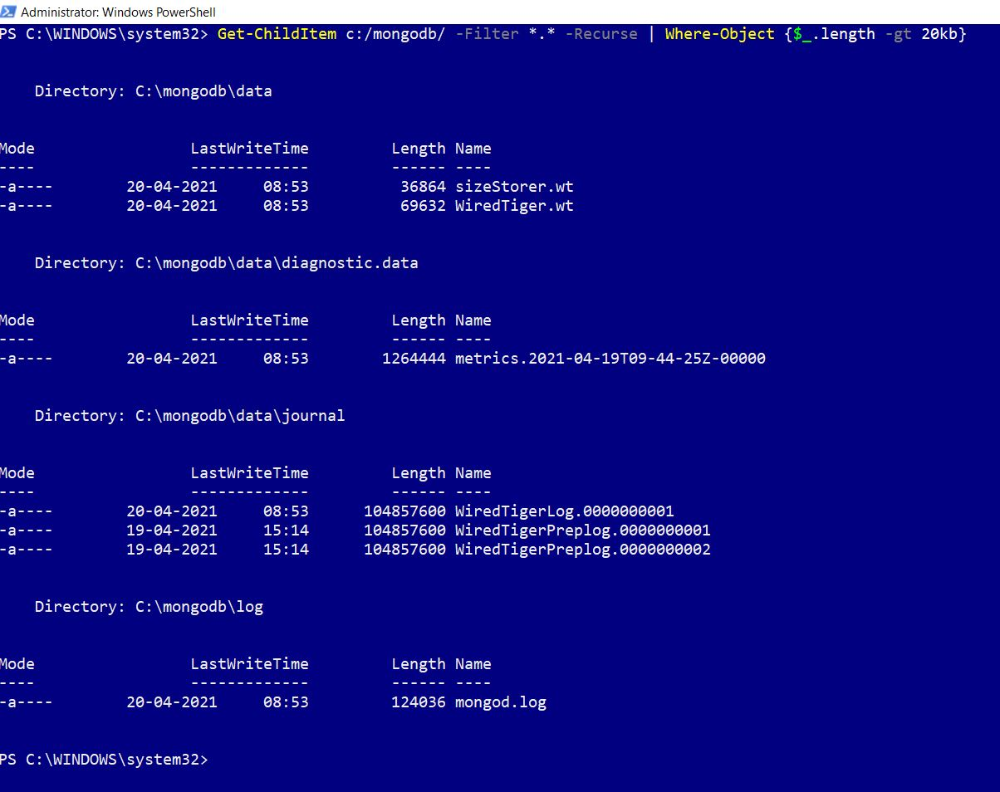 Administrator: Windows PowerShell
PS C:\WINDOWS\system32> Get-ChildItem c:/mongodb/ -Filter *.* -Recurse | Where-Object {$_.length -gt 20kb}
Directory: C:\mongodb\data
Mode LastWriteTime Length Name
---- ------------- ------ ----
-a---- 20-04-2021 08:53 36864 sizeStorer.wt
-a---- 20-04-2021 08:53 69632 WiredTiger.wt
Directory: C:\mongodb\data\diagnostic.data
Mode LastWriteTime Length Name
---- ------------- ------ ----
-a---- 20-04-2021 08:53 1264444 metrics.2021-04-19T09-44-25Z-00000
Directory: C:\mongodb\data\journal
Mode LastWriteTime Length Name
---- ------------- ------ ----
-a---- 20-04-2021 08:53 104857600 WiredTigerLog.0000000001
-a---- 19-04-2021 15:14 104857600 WiredTigerPreplog.0000000001
-a---- 19-04-2021 15:14 104857600 WiredTigerPreplog.0000000002
Directory: C:\mongodb\log
Mode LastWriteTime Length Name
---- ------------- ------ ----
-a---- 20-04-2021 08:53 124036 mongod.log
PS C:\WINDOWS\system32>